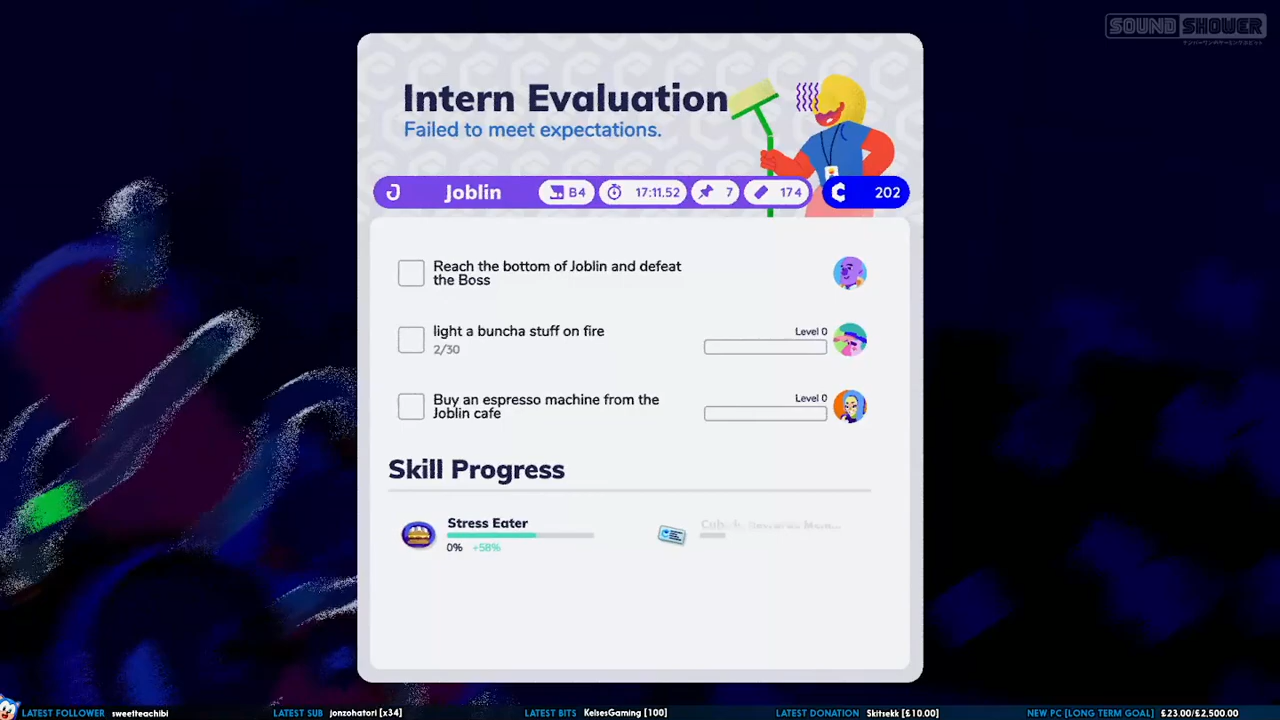 SOUND SHOWER
Intern Evaluation
Failed to meet expectations.
Joblin
B4
17:11.52
7
174
202
Reach the bottom of Joblin and defeat
the Boss
light a buncha stuff on fire
2/30
Level 0
Buy an espresso machine from the
Joblin cafe
Level 0
Skill Progress
Stress Eater
0% +58%
LATEST FOLLOWER sweetteachibi
LATEST SUB jonzohatori [x34]
LATEST BITS KelsesGaming [100]
LATEST DONATION Skitsekk [£10.00]
NEW PC [LONG TERM GOAL] £23.00/£2,500.00